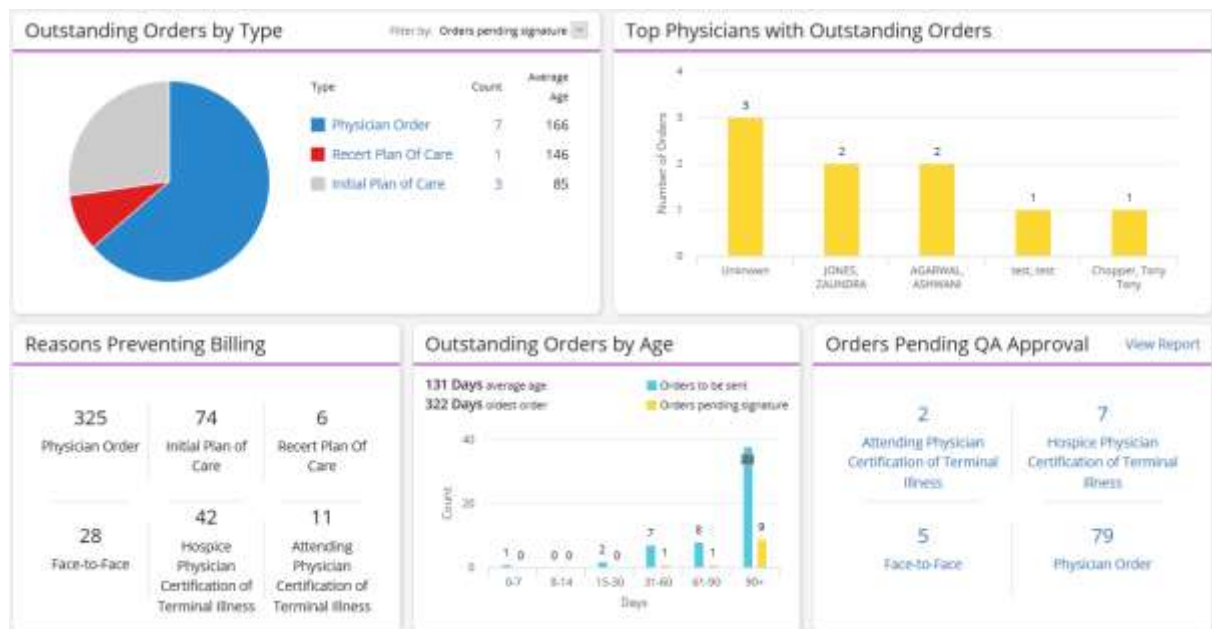 Outstanding Orders by Type
Filter by: Orders pending signature
Type Count Average Age
Physician Order 7 166
Recert Plan Of Care 1 146
Initial Plan of Care 3 85
Top Physicians with Outstanding Orders
Number of Orders
4
3
2
1
0
3
2
2
1
1
Unknown
JONES, ZAUNDRA
AGARWAL, ASHWANI
test, test
Chopper, Tony Tony
Reasons Preventing Billing
325
Physician Order
74
Initial Plan of
Care
6
Recert Plan Of
Care
28
Face-to-Face
42
Hospice
Physician
Certification of
Terminal Illness
11
Attending
Physician
Certification of
Terminal Illness
Outstanding Orders by Age
131 Days average age
322 Days oldest order
Orders to be sent
Orders pending signature
Count
40
20
0
1 0
0 0
2 0
7 1
8 1
9
0-7
8-14
15-30
31-60
61-90
90+
Days
Orders Pending QA Approval
View Report
2
Attending Physician
Certification of Terminal
Illness
7
Hospice Physician
Certification of Terminal
Illness
5
Face-to-Face
79
Physician Order